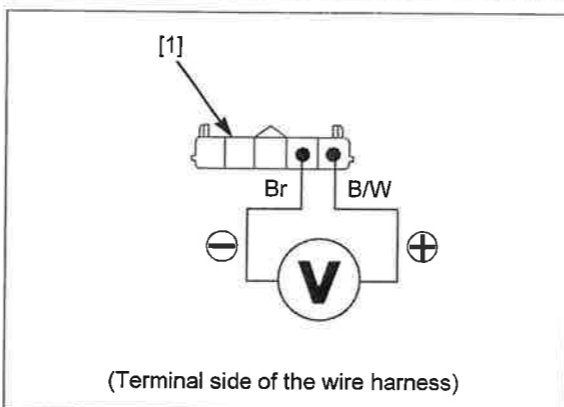 [1]
Br B/W
− +
V
(Terminal side of the wire harness)